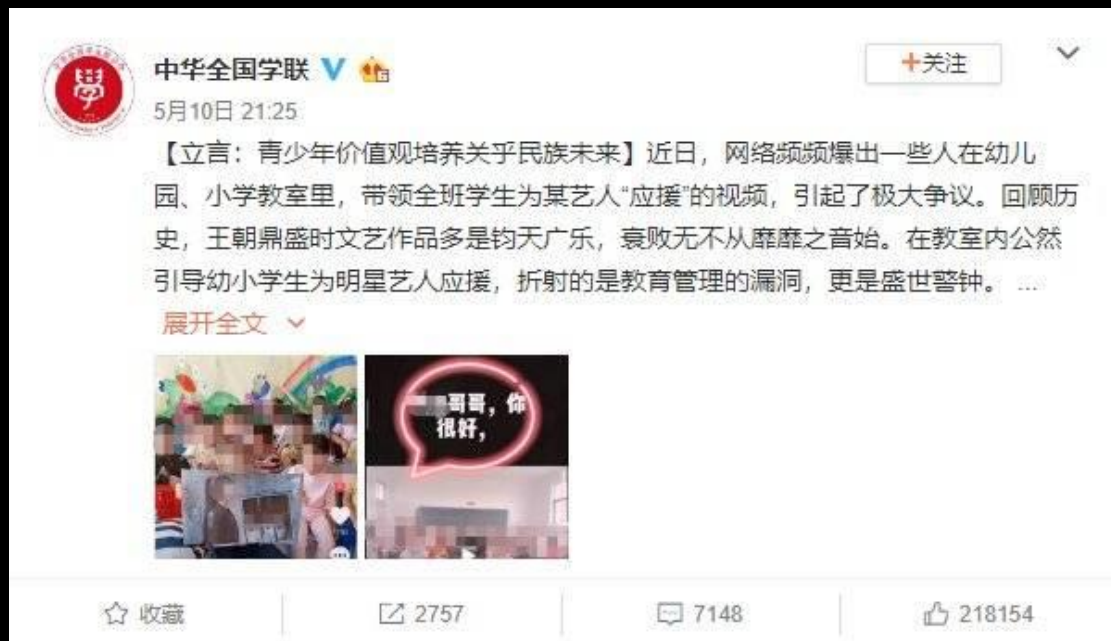 中华全国学联
+关注
5月10日 21:25
【立言：青少年价值观培养关乎民族未来】近日，网络频频爆出一些人在幼儿
园、小学教室里，带领全班学生为某艺人“应援”的视频，引起了极大争议。回顾历
史，王朝鼎盛时文艺作品多是钧天广乐，衰败无不从靡靡之音始。在教室内公然
引导幼小学生为明星艺人应援，折射的是教育管理的漏洞，更是盛世警钟。 ...
展开全文
哥哥，你
很好，
收藏
2757
7148
218154
學